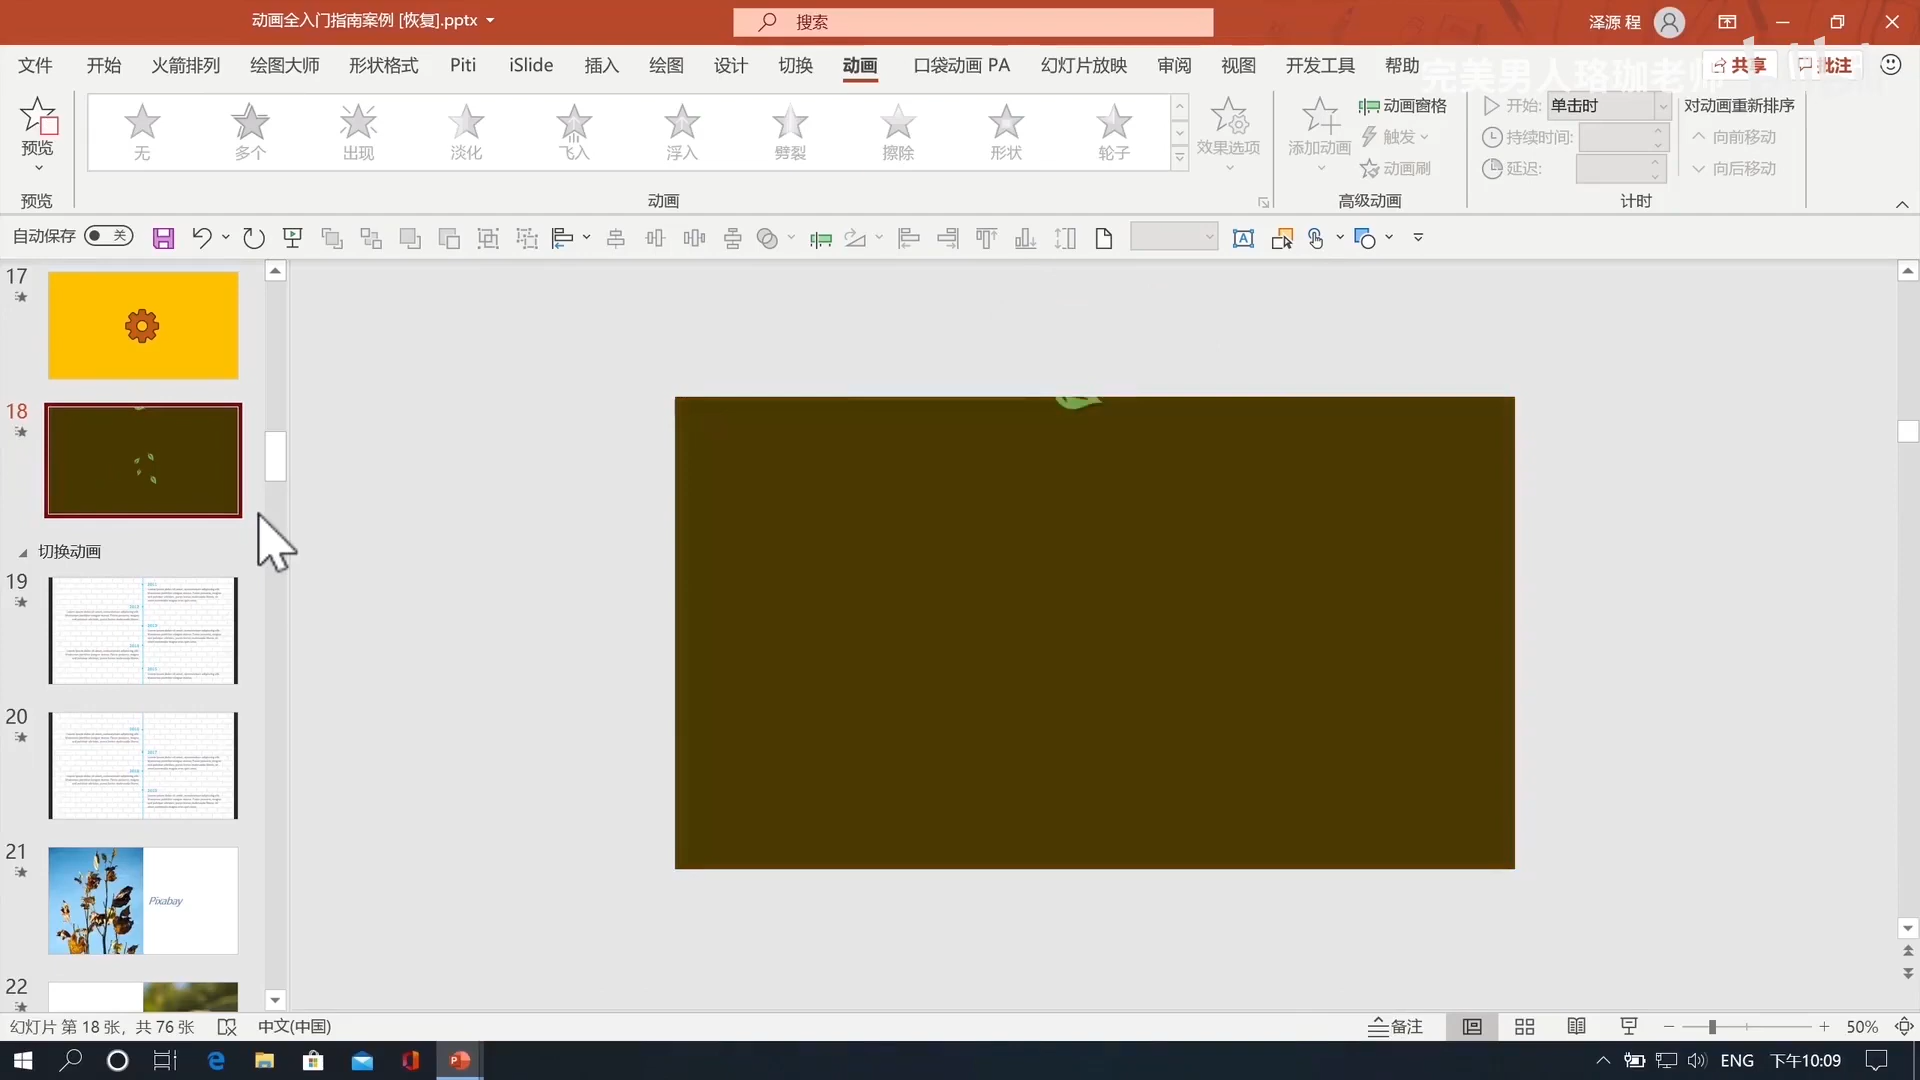 动画全入门指南案例 [恢复].pptx
搜索
泽源 程
文件 开始 火箭排列 绘图大师 形状格式 Piti iSlide 插入 绘图 设计 切换 动画 口袋动画 PA 幻灯片放映 审阅 视图 开发工具 帮助 共享 批注
完美男人珞珈老师
预览
无 多个 出现 淡化 飞入 浮入 劈裂 擦除 形状 轮子
效果选项
添加动画
动画窗格
触发
动画刷
开始: 单击时
持续时间:
延迟:
对动画重新排序
向前移动
向后移动
预览 动画 高级动画 计时
自动保存 关
17
18
切换动画
19
20
21
Pixabay
22
幻灯片 第 18 张，共 76 张 中文(中国) 备注 50%
ENG 下午10:09